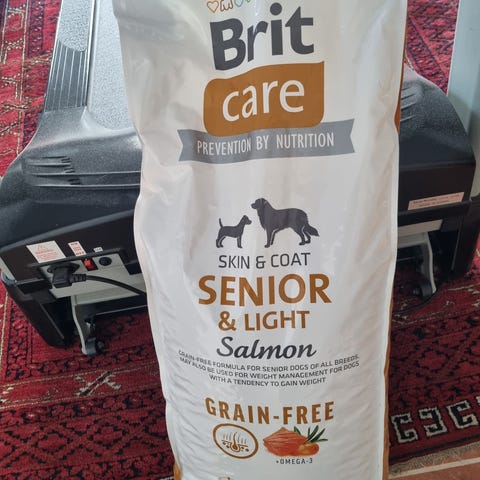 Brit
care
PREVENTION BY NUTRITION
SKIN & COAT
SENIOR
& LIGHT
Salmon
GRAIN-FREE FORMULA FOR SENIOR DOGS OF ALL BREEDS.
MAY ALSO BE USED FOR WEIGHT MANAGEMENT FOR DOGS
WITH A TENDENCY TO GAIN WEIGHT
GRAIN-FREE
+OMEGA-3